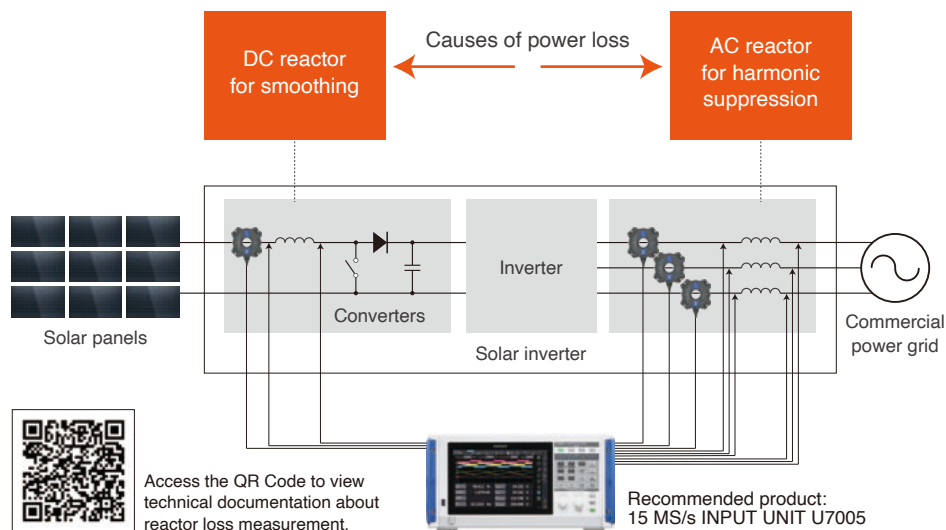 DC reactor
for smoothing
Causes of power loss
AC reactor
for harmonic
suppression
Solar panels
Converters
Inverter
Solar inverter
Commercial
power grid
Access the QR Code to view
technical documentation about
reactor loss measurement.
Recommended product:
15 MS/s INPUT UNIT U7005